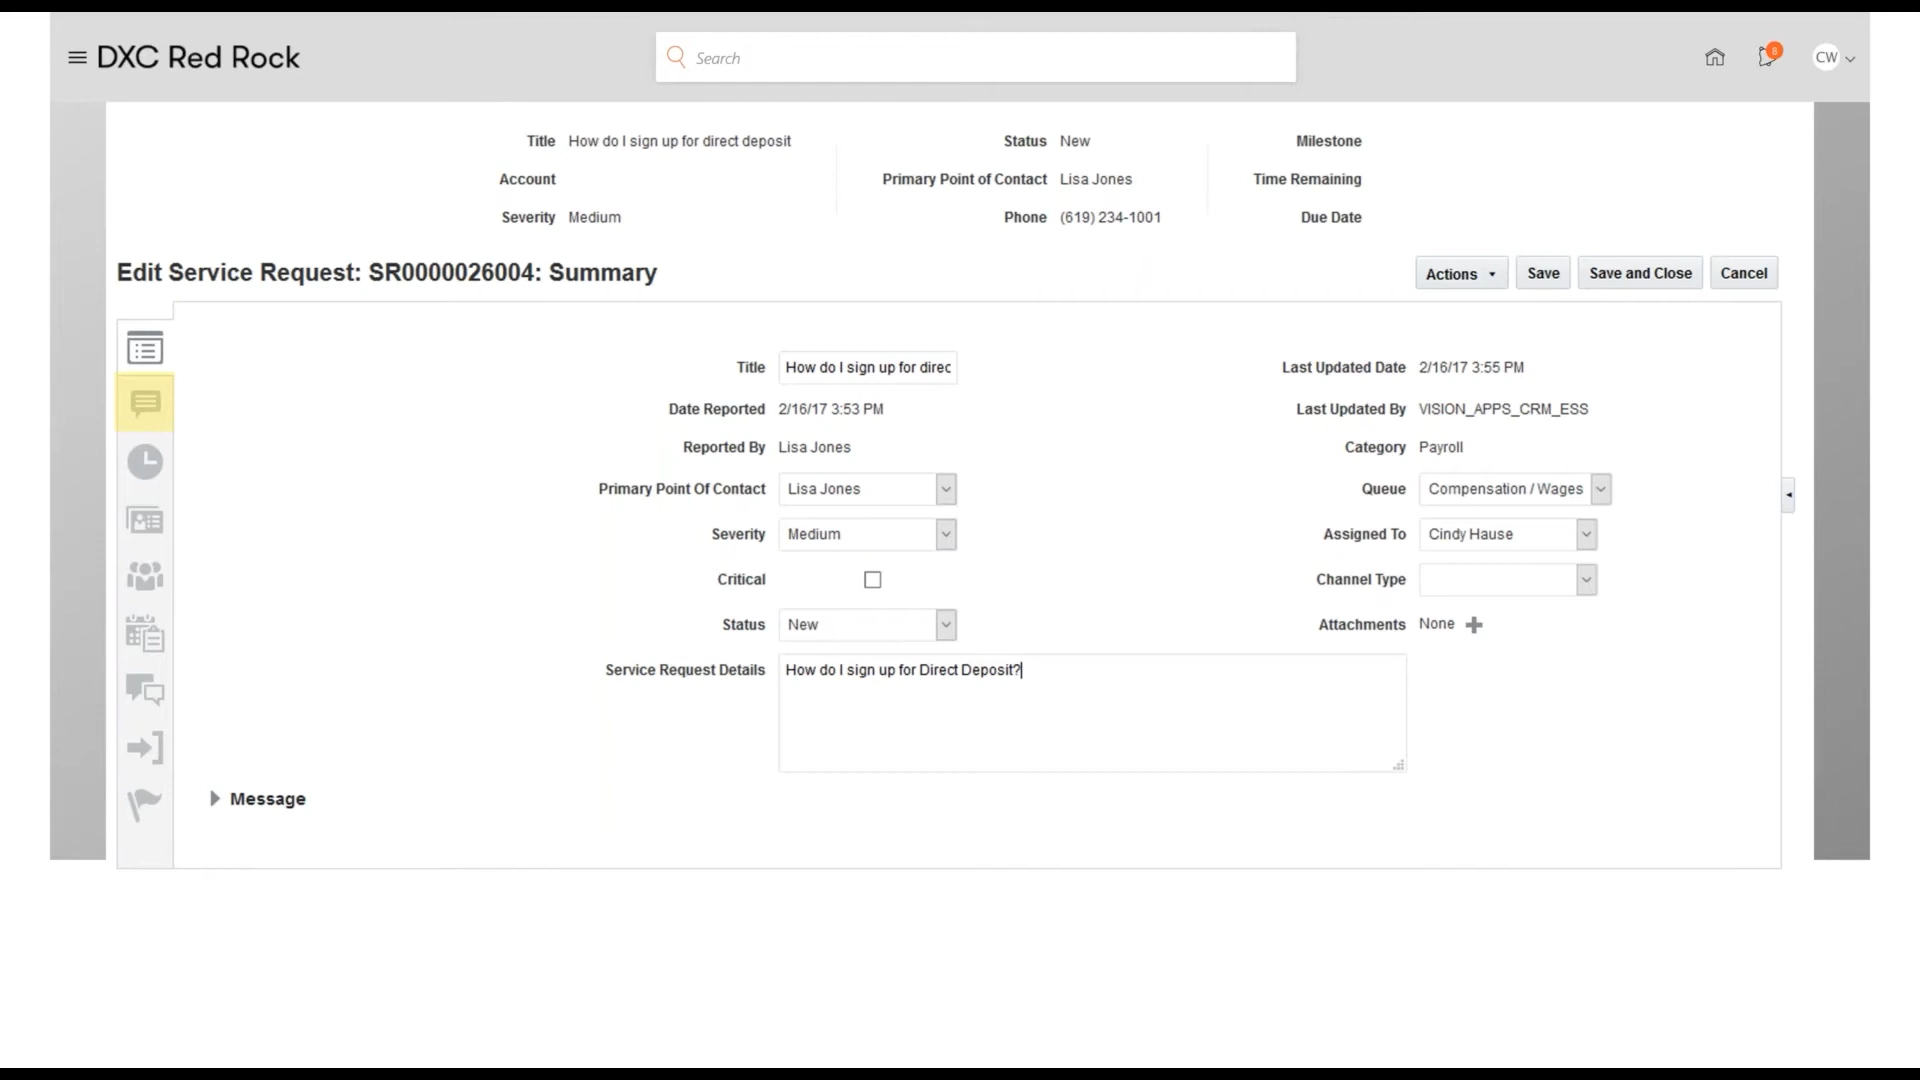 DXC Red Rock
Search
8
CW
Title How do I sign up for direct deposit Status New Milestone
Account Primary Point of Contact Lisa Jones Time Remaining
Severity Medium Phone (619) 234-1001 Due Date
Edit Service Request: SR0000026004: Summary Actions Save Save and Close Cancel
Title How do I sign up for direc Last Updated Date 2/16/17 3:55 PM
Date Reported 2/16/17 3:53 PM Last Updated By VISION_APPS_CRM_ESS
Reported By Lisa Jones Category Payroll
Primary Point Of Contact Lisa Jones Queue Compensation / Wages
Severity Medium Assigned To Cindy Hause
Critical Channel Type
Status New Attachments None
Service Request Details How do I sign up for Direct Deposit?
Message